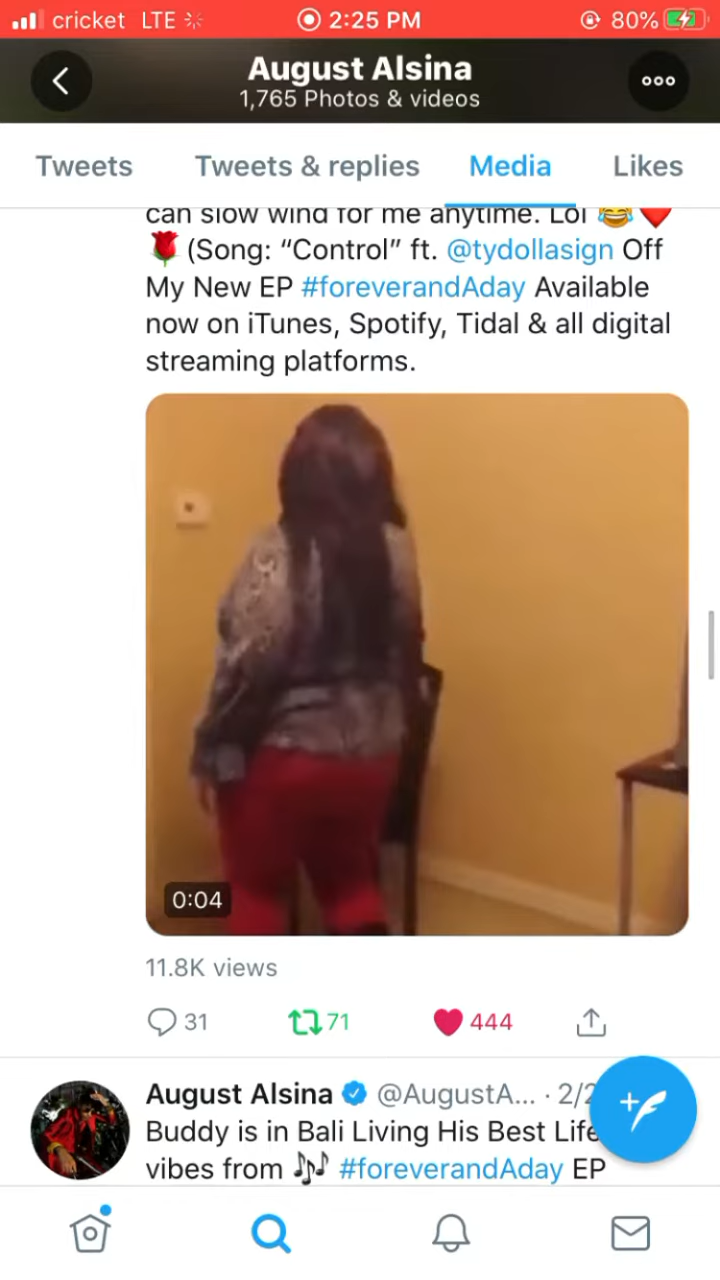 cricket LTE 2:25 PM 80%
August Alsina
1,765 Photos & videos
Tweets Tweets & replies Media Likes
can slow wind for me anytime. Lol 😂❤️
🌹 (Song: “Control” ft. @tydollasign Off
My New EP #foreverandAday Available
now on iTunes, Spotify, Tidal & all digital
streaming platforms.
0:04
11.8K views
31 71 444
August Alsina @AugustA... · 2/2
Buddy is in Bali Living His Best Life
vibes from 🎶 #foreverandAday EP